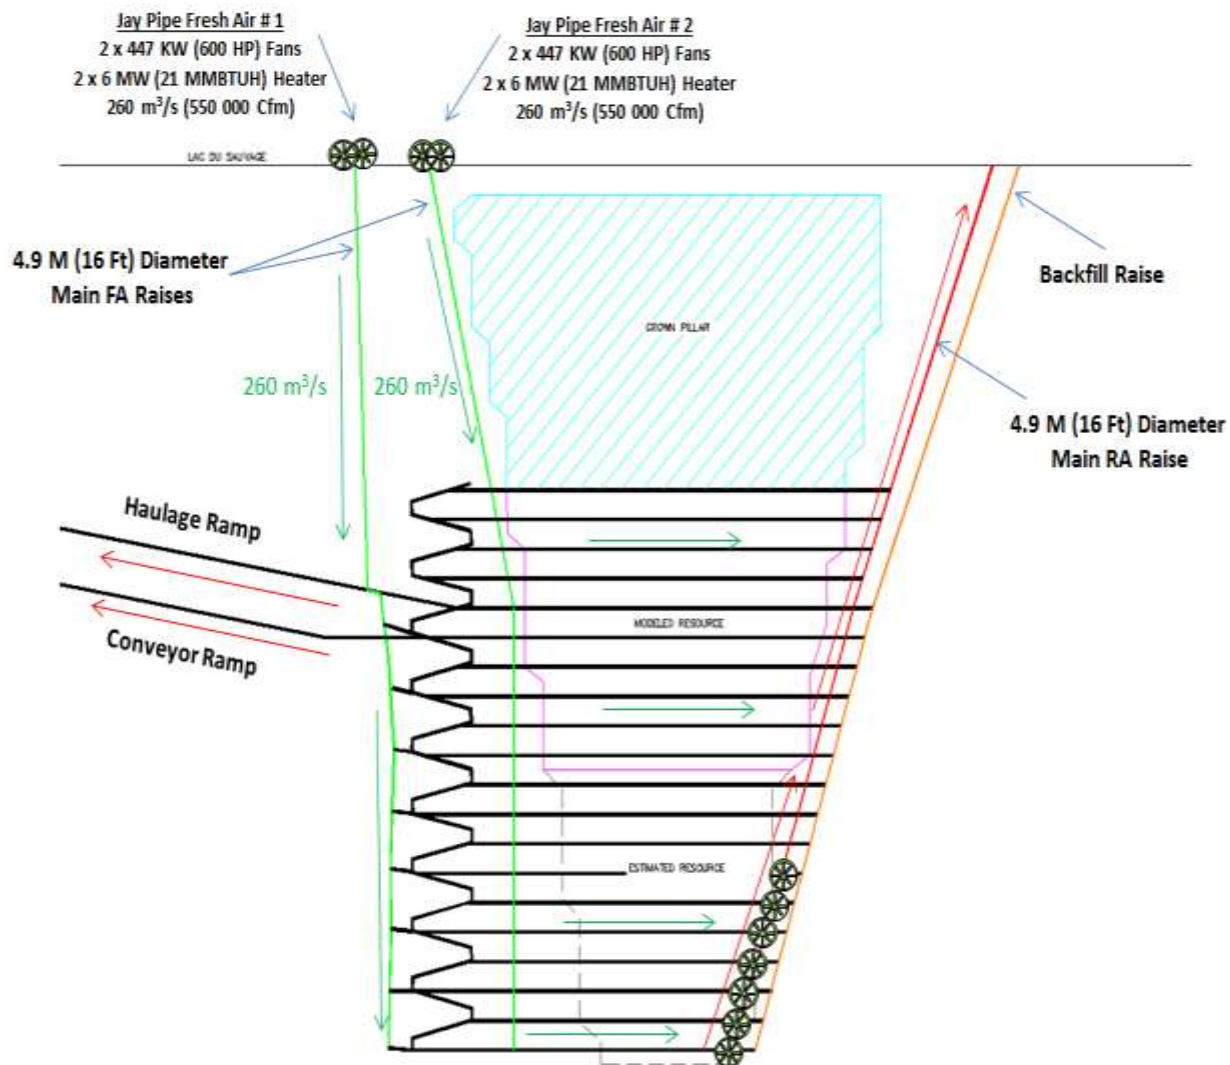 Jay Pipe Fresh Air # 1
2 x 447 KW (600 HP) Fans
2 x 6 MW (21 MMBTUH) Heater
260 m³/s (550 000 Cfm)
Jay Pipe Fresh Air # 2
2 x 447 KW (600 HP) Fans
2 x 6 MW (21 MMBTUH) Heater
260 m³/s (550 000 Cfm)
LAC DU SAUVAGE
4.9 M (16 Ft) Diameter
Main FA Raises
Backfill Raise
CROWN PILLAR
260 m³/s
260 m³/s
4.9 M (16 Ft) Diameter
Main RA Raise
Haulage Ramp
Conveyor Ramp
MODELED RESOURCE
ESTIMATED RESOURCE